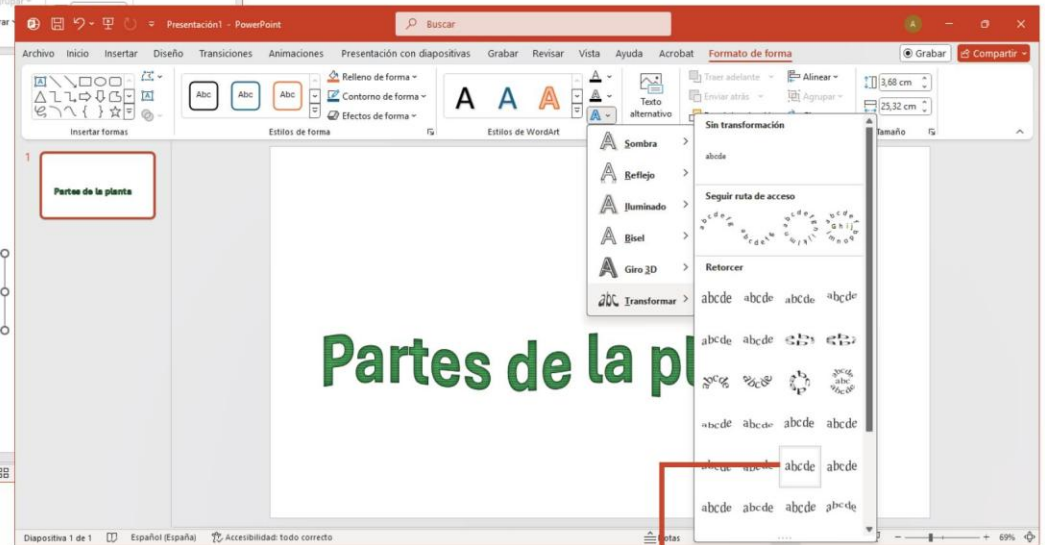 Presentación1 - PowerPoint
Buscar
A
Archivo Inicio Insertar Diseño Transiciones Animaciones Presentación con diapositivas Grabar Revisar Vista Ayuda Acrobat Formato de forma Grabar Compartir
Abc Abc Abc
Relleno de forma
Contorno de forma
Efectos de forma
A A A
Texto alternativo
Traer adelante
Enviar atrás
Alinear
Agrupar
3,68 cm
25,32 cm
Insertar formas Estilos de forma Estilos de WordArt Tamaño
Sombra
Reflejo
Iluminado
Bisel
Giro 3D
Transformar
Sin transformación
abcde
Seguir ruta de acceso
Retorcer
abcde abcde abcde abcde
abcde abcde
abcde abcde abcde abcde
abcde abcde
abcde abcde abcde abcde
1
Partes de la planta
Partes de la pl
Diapositiva 1 de 1 Español (España) Accesibilidad: todo correcto 69%